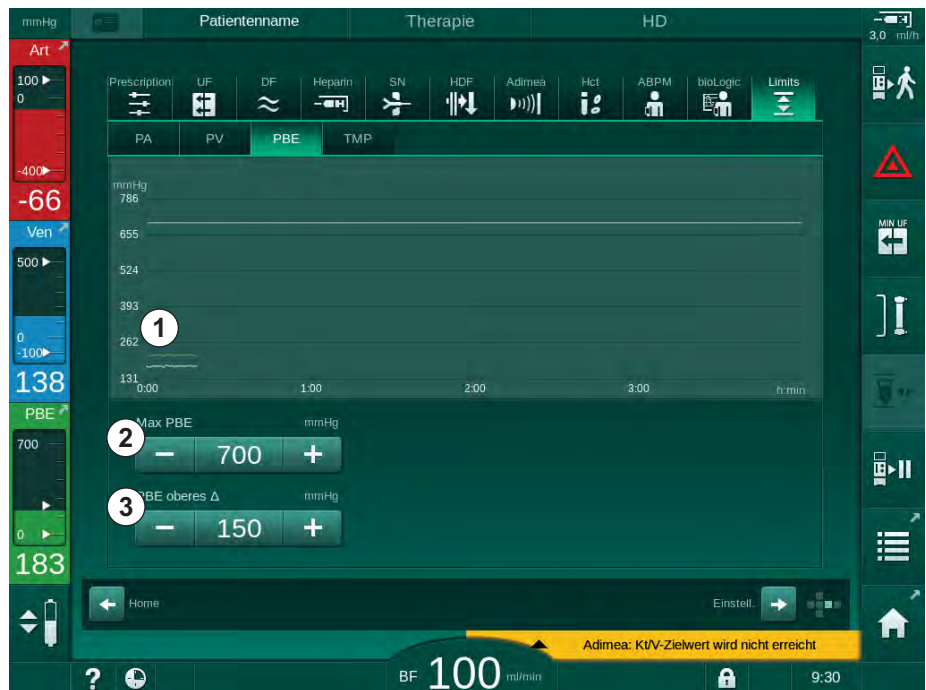 mmHg Patientenname Therapie HD
3,0 ml/h
Art
100
0
-400
-66
Ven
500
0
-100
138
PBE
700
0
183
Prescription UF DF Heparin SN HDF Adimea Hct ABPM bioLogic Limits
PA PV PBE TMP
mmHg
786
655
524
393
262
131
0:00 1:00 2:00 3:00 h:min
1
Max PBE mmHg
2
− 700 +
PBE oberes Δ mmHg
3
− 150 +
MIN UF
Home Einstell.
Adimea: Kt/V-Zielwert wird nicht erreicht
? BF 100 ml/min 9:30